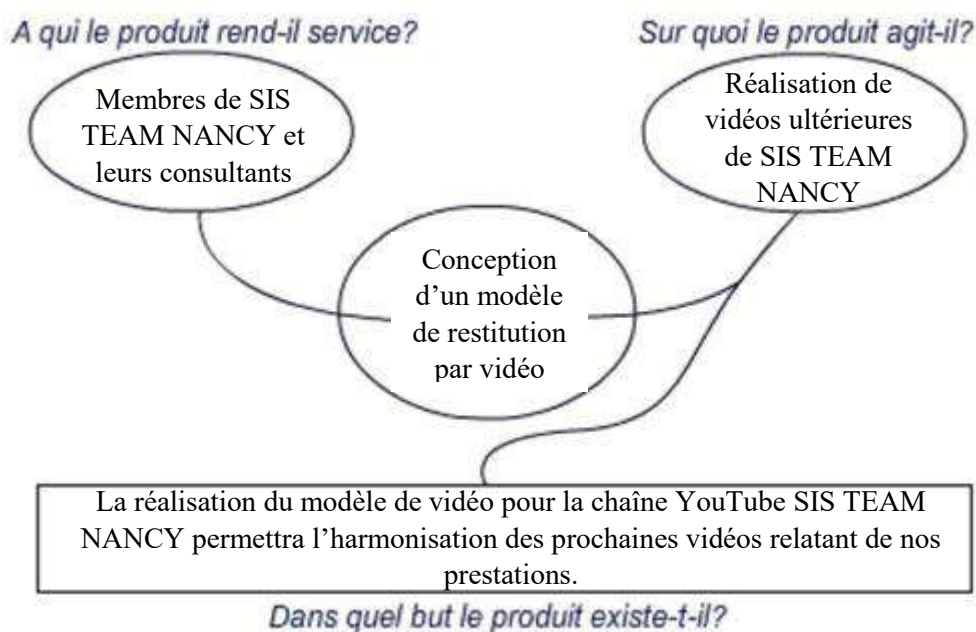 A qui le produit rend-il service?
Sur quoi le produit agit-il?
Membres de SIS
TEAM NANCY et
leurs consultants
Réalisation de
vidéos ultérieures
de SIS TEAM
NANCY
Conception
d’un modèle
de restitution
par vidéo
La réalisation du modèle de vidéo pour la chaîne YouTube SIS TEAM
NANCY permettra l’harmonisation des prochaines vidéos relatant de nos
prestations.
Dans quel but le produit existe-t-il?